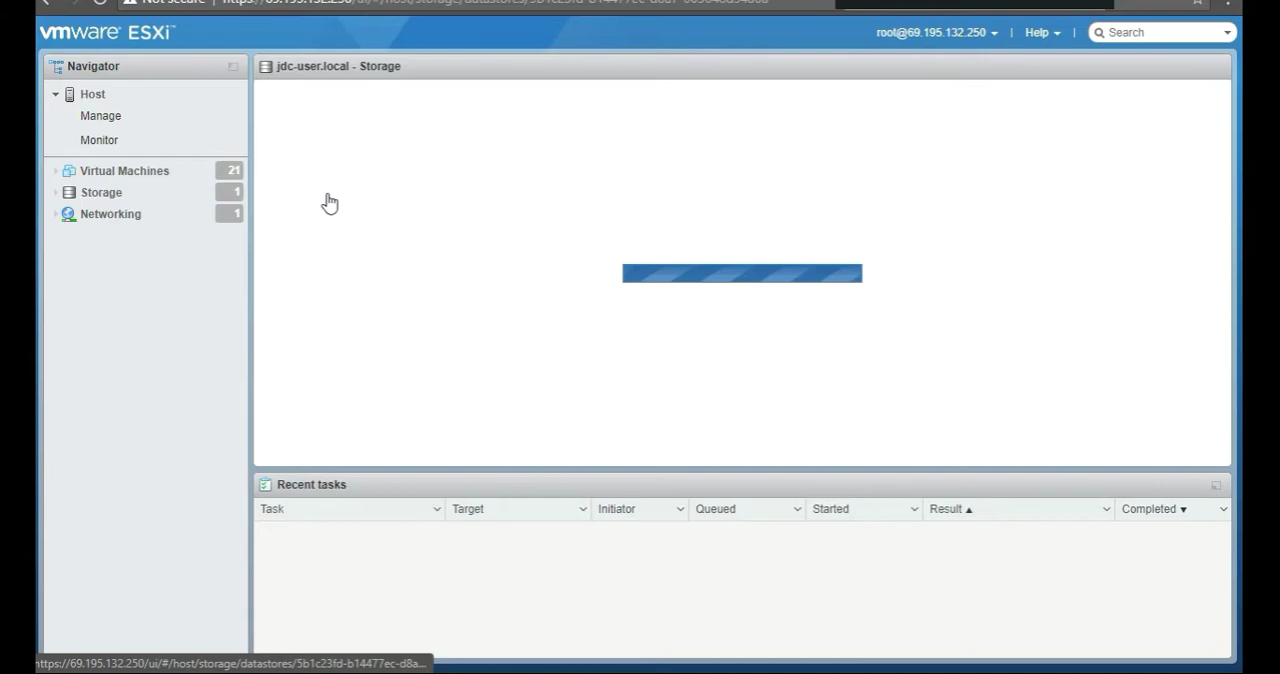 Not secure
vmware ESXi™
root@69.195.132.250
Help
Search
Navigator
jdc-user.local - Storage
Host
Manage
Monitor
Virtual Machines 21
Storage 1
Networking 1
Recent tasks
Task Target Initiator Queued Started Result Completed
https://69.195.132.250/ui/#/host/storage/datastores/5b1c23fd-b14477ec-d8a...